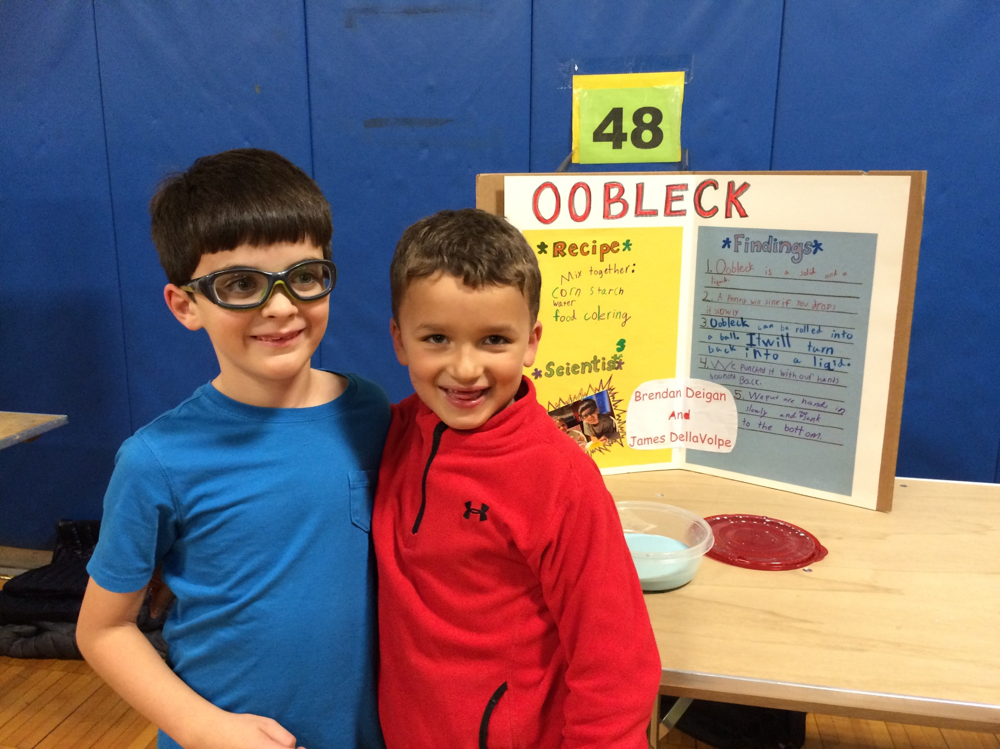 48
OOBLECK
*Recipe*
Mix together:
corn starch
water
food colering
*Scientists*
Brendan Deigan
And
James DellaVolpe
*Findings*
1. Oobleck is a solid and a
liquit.
2. A Penny will sink if you drop
it slowly
3. Oobleck can be rolled into
a ball. It will turn
back into a liqid.
4. We punched it with our hands
bounced Back.
5. We put are hands in
slowly and they sank
to the bottom.